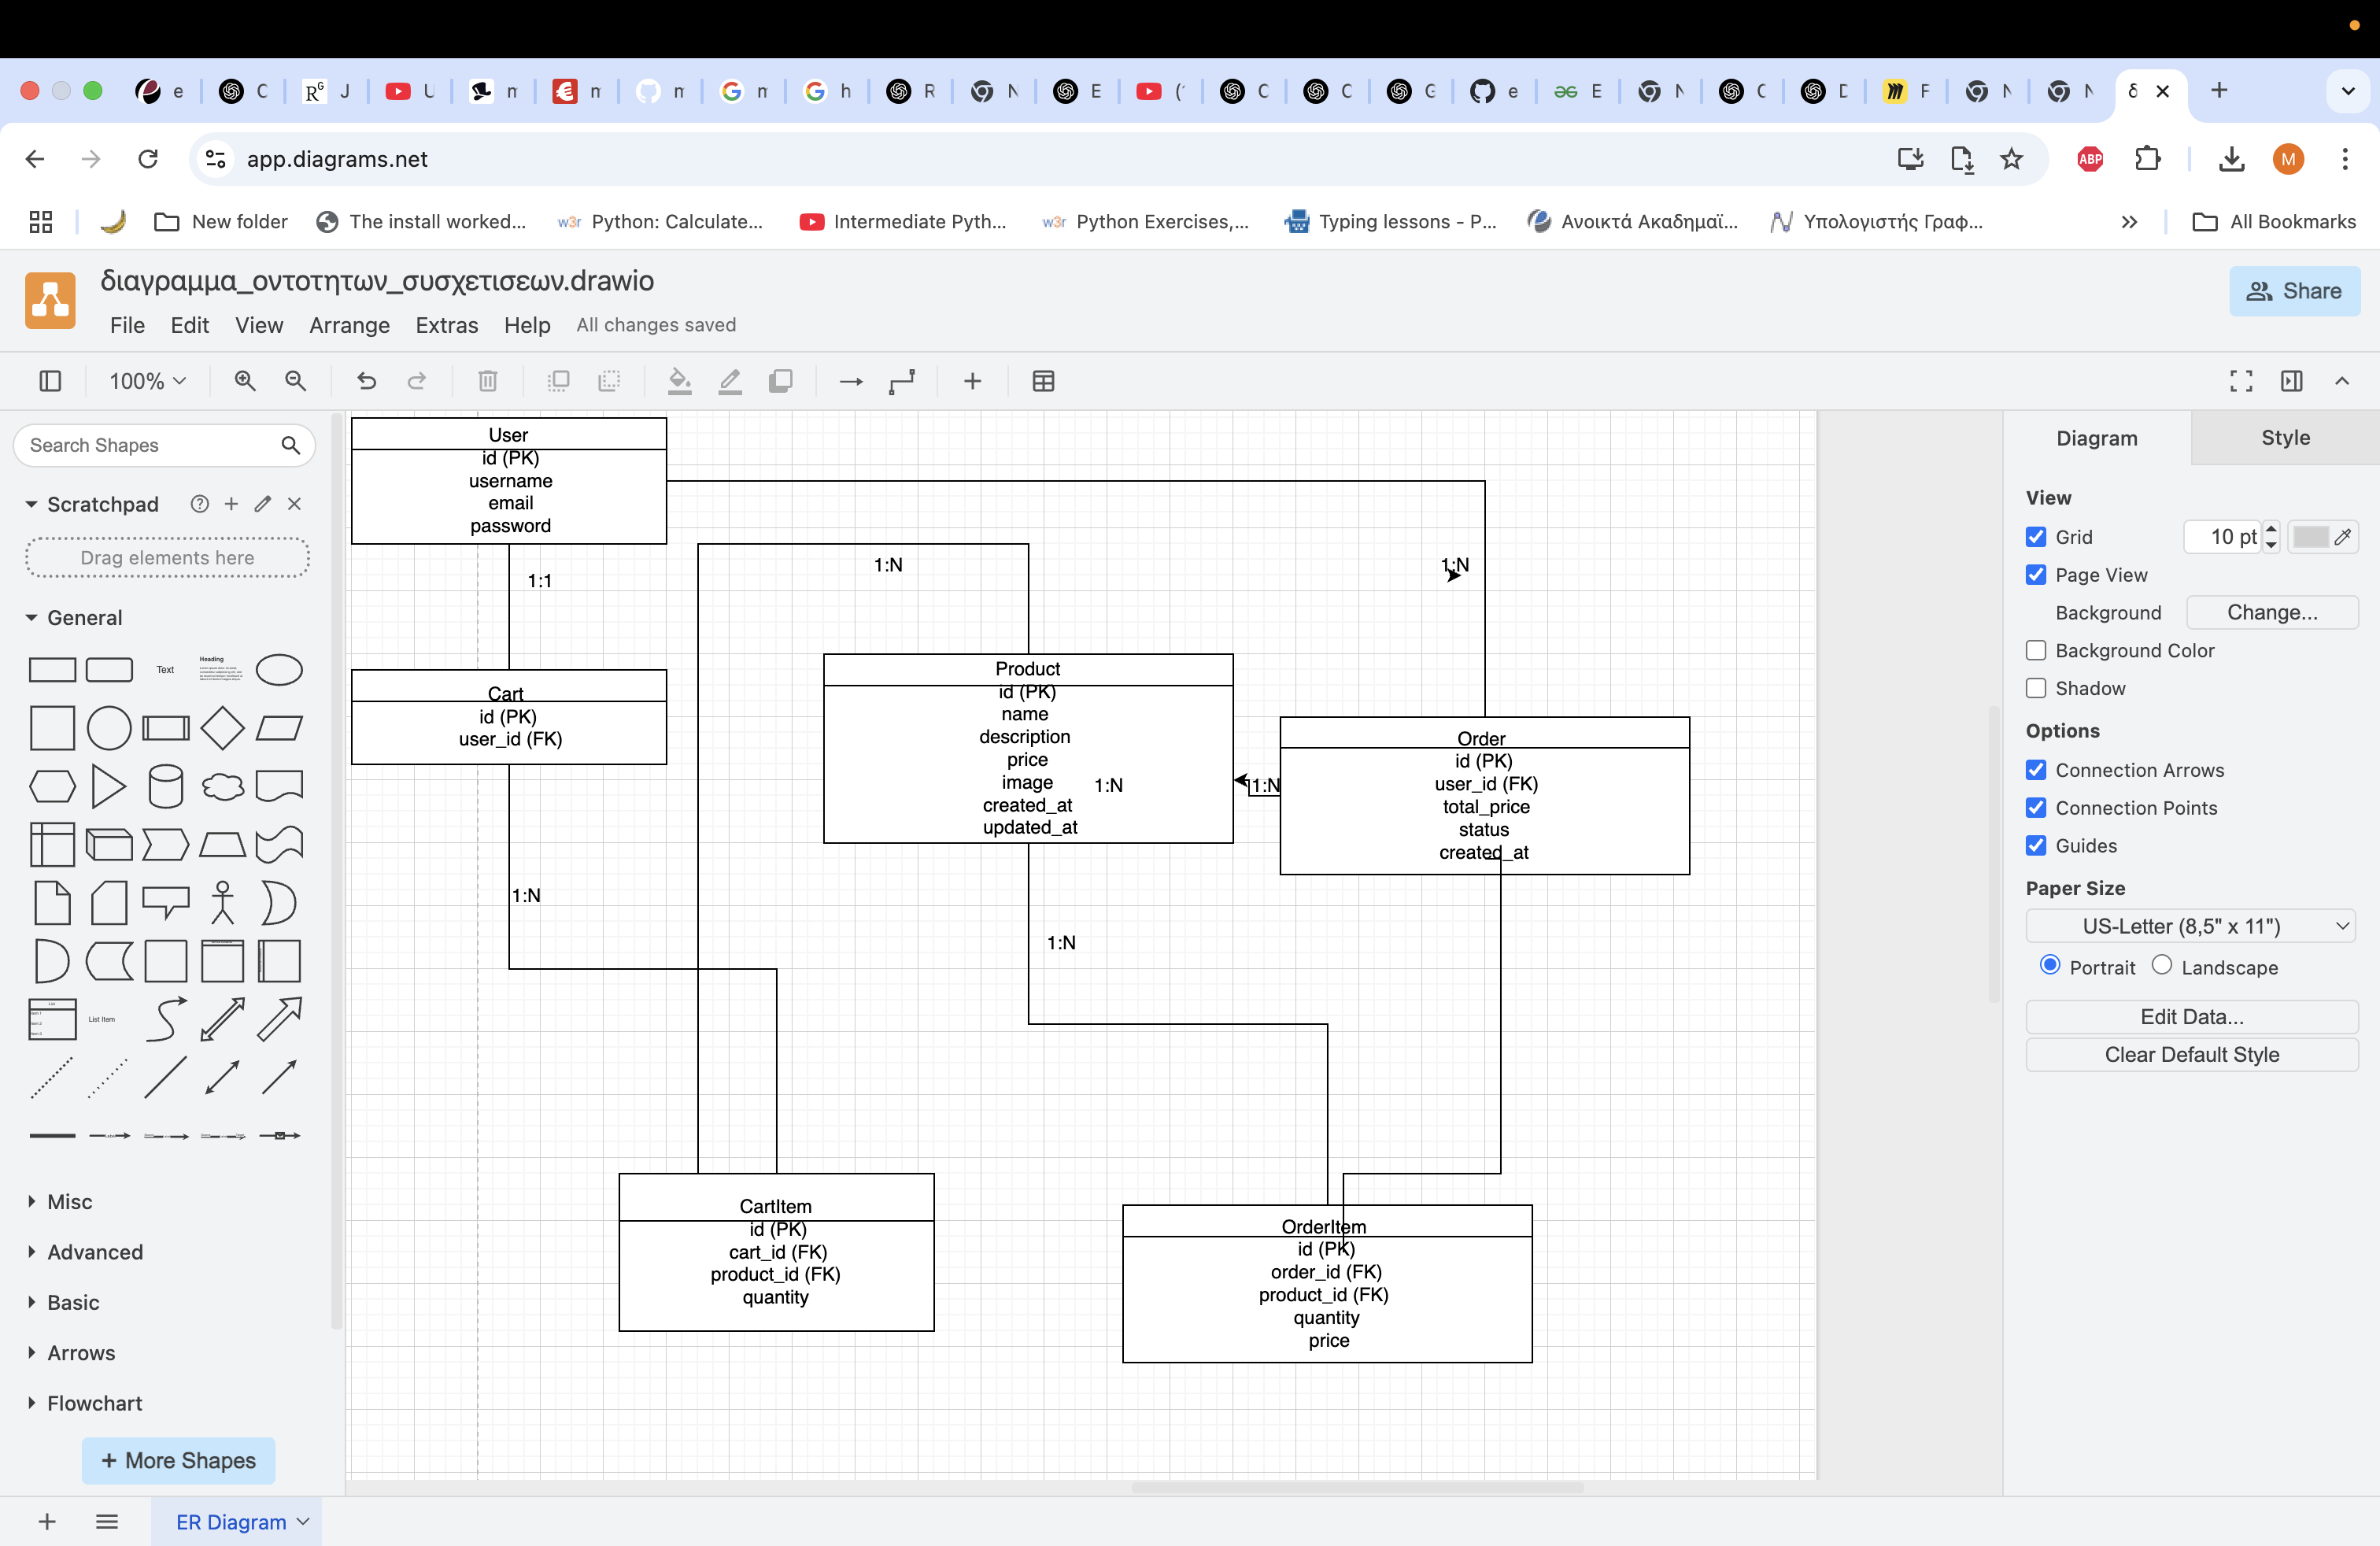 e
C
J
U
n
n
n
n
h
R
N
E
(
C
C
G
e
E
N
C
D
F
N
N
δ
app.diagrams.net
ABP
M
New folder
The install worked...
Python: Calculate...
Intermediate Pyth...
Python Exercises,...
Typing lessons - P...
Ανοικτά Ακαδημαϊ...
Υπολογιστής Γραφ...
All Bookmarks
διαγραμμα_οντοτητων_συσχετισεων.drawio
File Edit View Arrange Extras Help All changes saved
Share
100%
Search Shapes
Scratchpad
Drag elements here
General
Text
Heading
List Item
Misc
Advanced
Basic
Arrows
Flowchart
+ More Shapes
User
id (PK)
username
email
password
1:1
1:N
1:N
Cart
id (PK)
user_id (FK)
Product
id (PK)
name
description
price
image
created_at
updated_at
1:N
1:N
Order
id (PK)
user_id (FK)
total_price
status
created_at
1:N
1:N
CartItem
id (PK)
cart_id (FK)
product_id (FK)
quantity
OrderItem
id (PK)
order_id (FK)
product_id (FK)
quantity
price
Diagram
Style
View
Grid
10 pt
Page View
Background
Change...
Background Color
Shadow
Options
Connection Arrows
Connection Points
Guides
Paper Size
US-Letter (8,5" x 11")
Portrait
Landscape
Edit Data...
Clear Default Style
ER Diagram